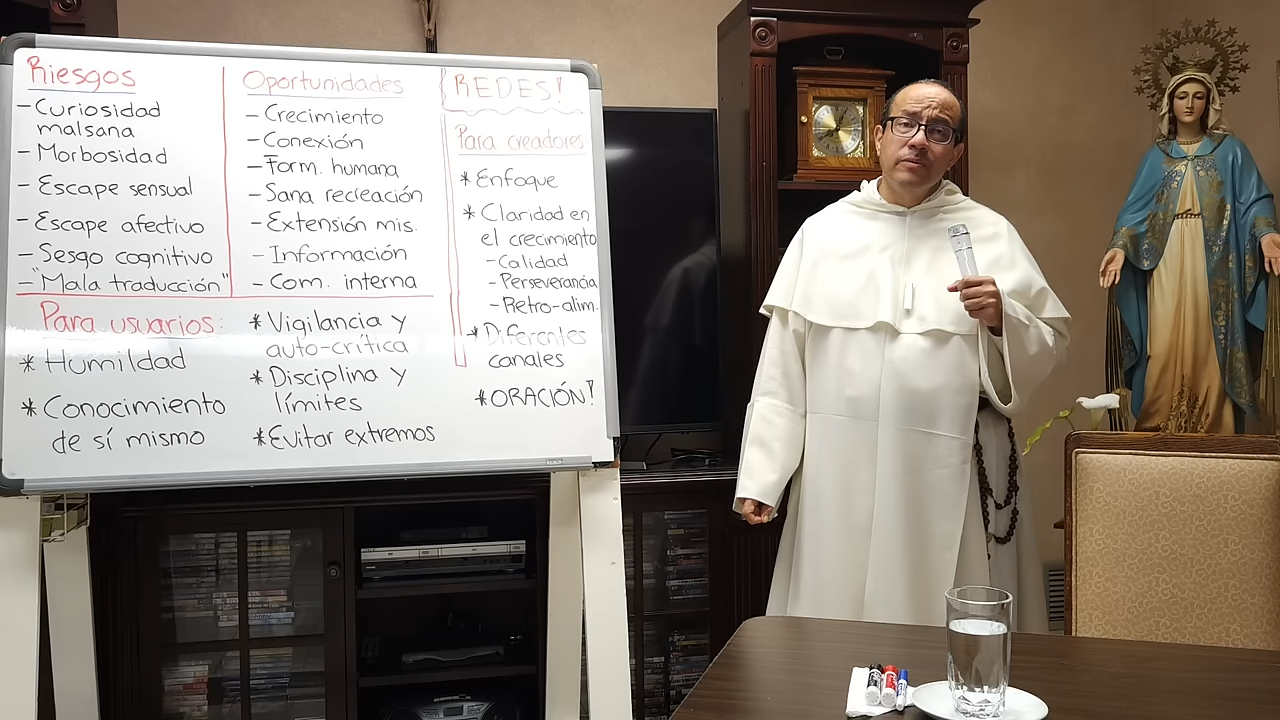 Riesgos
- Curiosidad
malsana
- Morbosidad
- Escape sensual
- Escape afectivo
- Sesgo cognitivo
- "Mala traducción"
Oportunidades
- Crecimiento
- Conexión
- Form. humana
- Sana recreación
- Extensión mis.
- Información
- Com. interna
REDES!
Para creadores
* Enfoque
* Claridad en
el crecimiento
- Calidad
- Perseverancia
- Retro-alim.
* Diferentes
canales
* ORACIÓN!
Para usuarios:
* Humildad
* Conocimiento
de sí mismo
* Vigilancia y
auto-crítica
* Disciplina y
límites
* Evitar extremos